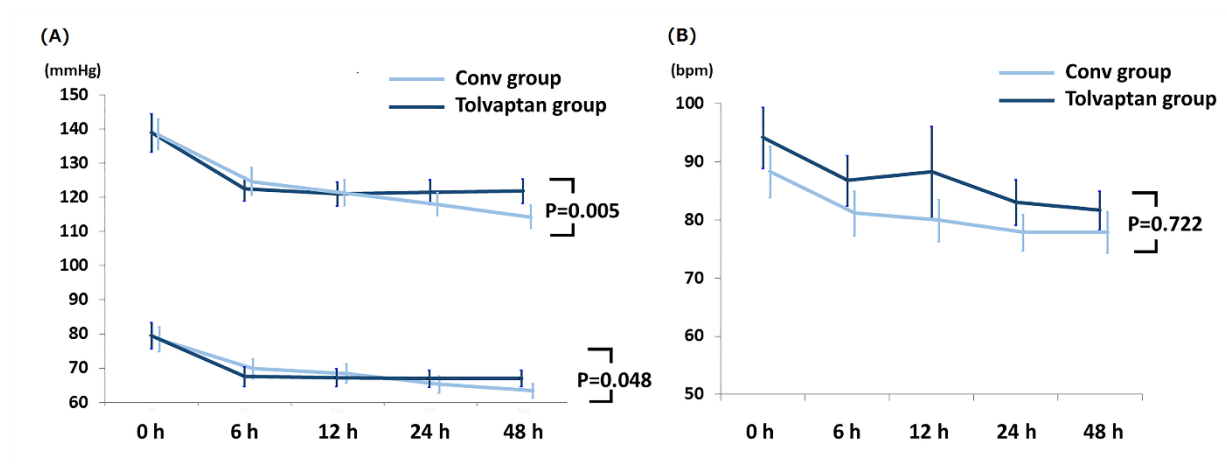 (A)
(mmHg)
Conv group
Tolvaptan group
150
140
130
120
110
100
90
80
70
60
P=0.005
P=0.048
0 h 6 h 12 h 24 h 48 h
(B)
(bpm)
Conv group
Tolvaptan group
100
90
80
70
60
50
P=0.722
0 h 6 h 12 h 24 h 48 h